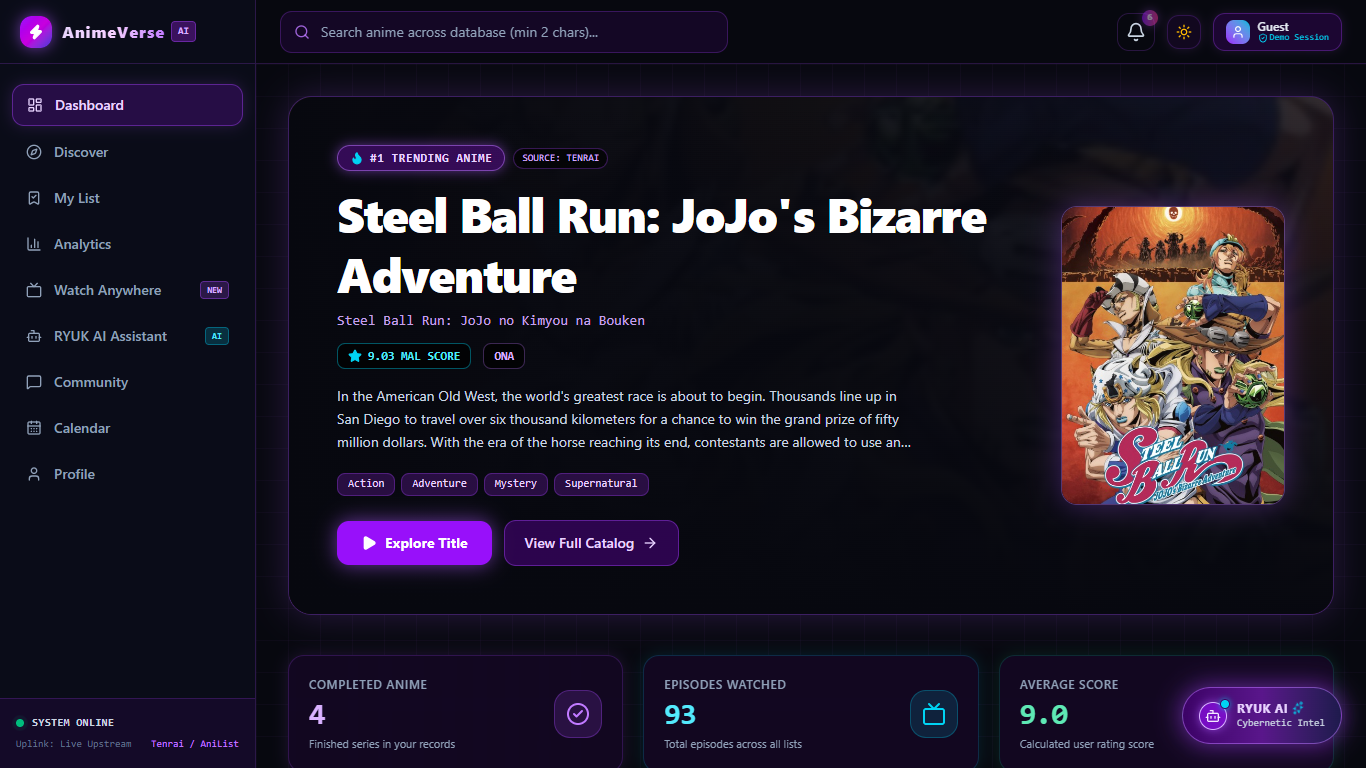 AnimeVerse AI
Search anime across database (min 2 chars)...
6
Guest
Demo Session
Dashboard
Discover
My List
Analytics
Watch Anywhere NEW
RYUK AI Assistant AI
Community
Calendar
Profile
SYSTEM ONLINE
Uplink: Live Upstream Tenrai / AniList
#1 TRENDING ANIME SOURCE: TENRAI
Steel Ball Run: JoJo's Bizarre
Adventure
Steel Ball Run: JoJo no Kimyou na Bouken
9.03 MAL SCORE ONA
In the American Old West, the world's greatest race is about to begin. Thousands line up in
San Diego to travel over six thousand kilometers for a chance to win the grand prize of fifty
million dollars. With the era of the horse reaching its end, contestants are allowed to use an...
Action Adventure Mystery Supernatural
Explore Title View Full Catalog
STEEL
BALL RUN
JOJO's Bizarre Adventure
COMPLETED ANIME
4
Finished series in your records
EPISODES WATCHED
93
Total episodes across all lists
AVERAGE SCORE
9.0
Calculated user rating score
RYUK AI
Cybernetic Intel